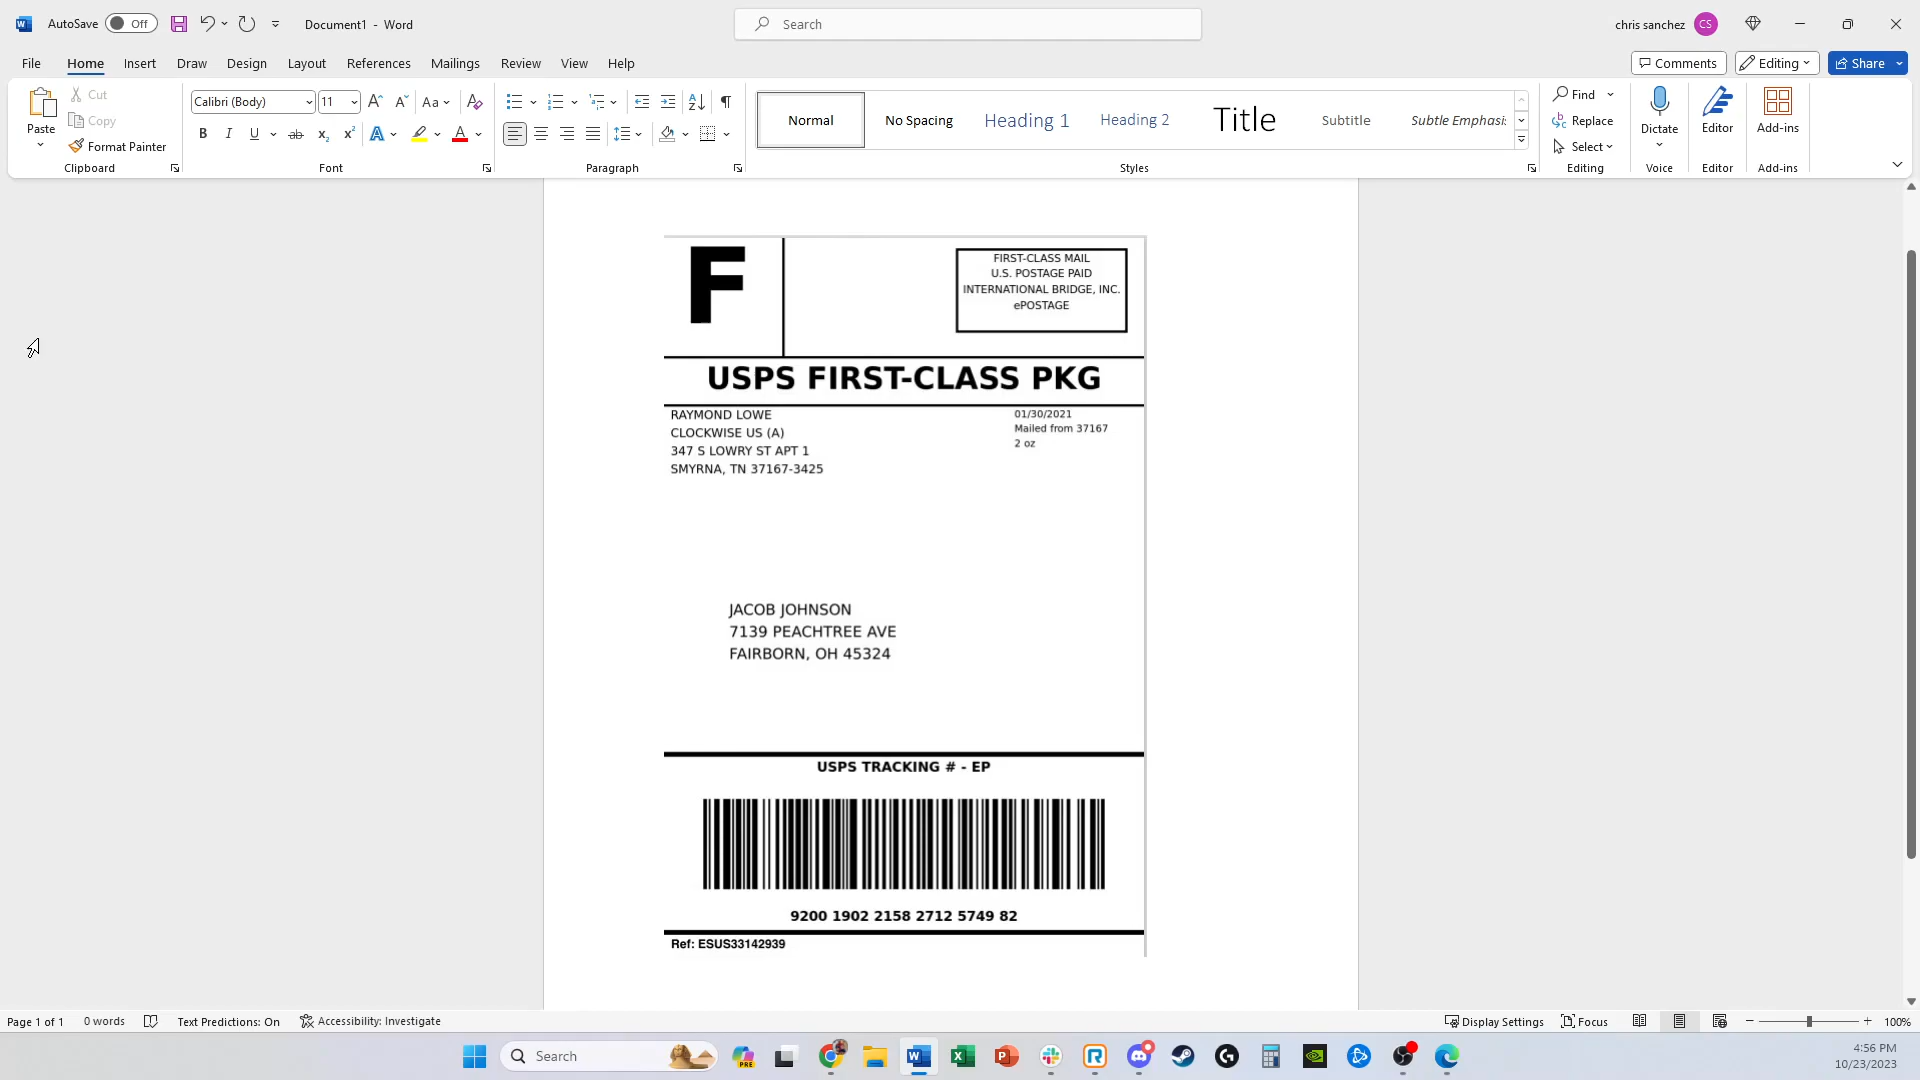 AutoSave Off Document1 - Word Search chris sanchez CS
File Home Insert Draw Design Layout References Mailings Review View Help Comments Editing Share
Paste Cut Copy Format Painter Clipboard
Calibri (Body) 11 Font
Paragraph
Normal No Spacing Heading 1 Heading 2 Title Subtitle Subtle Emphasis Styles
Find Replace Select Editing
Dictate Voice
Editor Editor
Add-ins Add-ins
F
FIRST-CLASS MAIL
U.S. POSTAGE PAID
INTERNATIONAL BRIDGE, INC.
ePOSTAGE
USPS FIRST-CLASS PKG
RAYMOND LOWE
CLOCKWISE US (A)
347 S LOWRY ST APT 1
SMYRNA, TN 37167-3425
01/30/2021
Mailed from 37167
2 oz
JACOB JOHNSON
7139 PEACHTREE AVE
FAIRBORN, OH 45324
USPS TRACKING # - EP
9200 1902 2158 2712 5749 82
Ref: ESUS33142939
Page 1 of 1 0 words Text Predictions: On Accessibility: Investigate Display Settings Focus 100%
Search
4:56 PM
10/23/2023